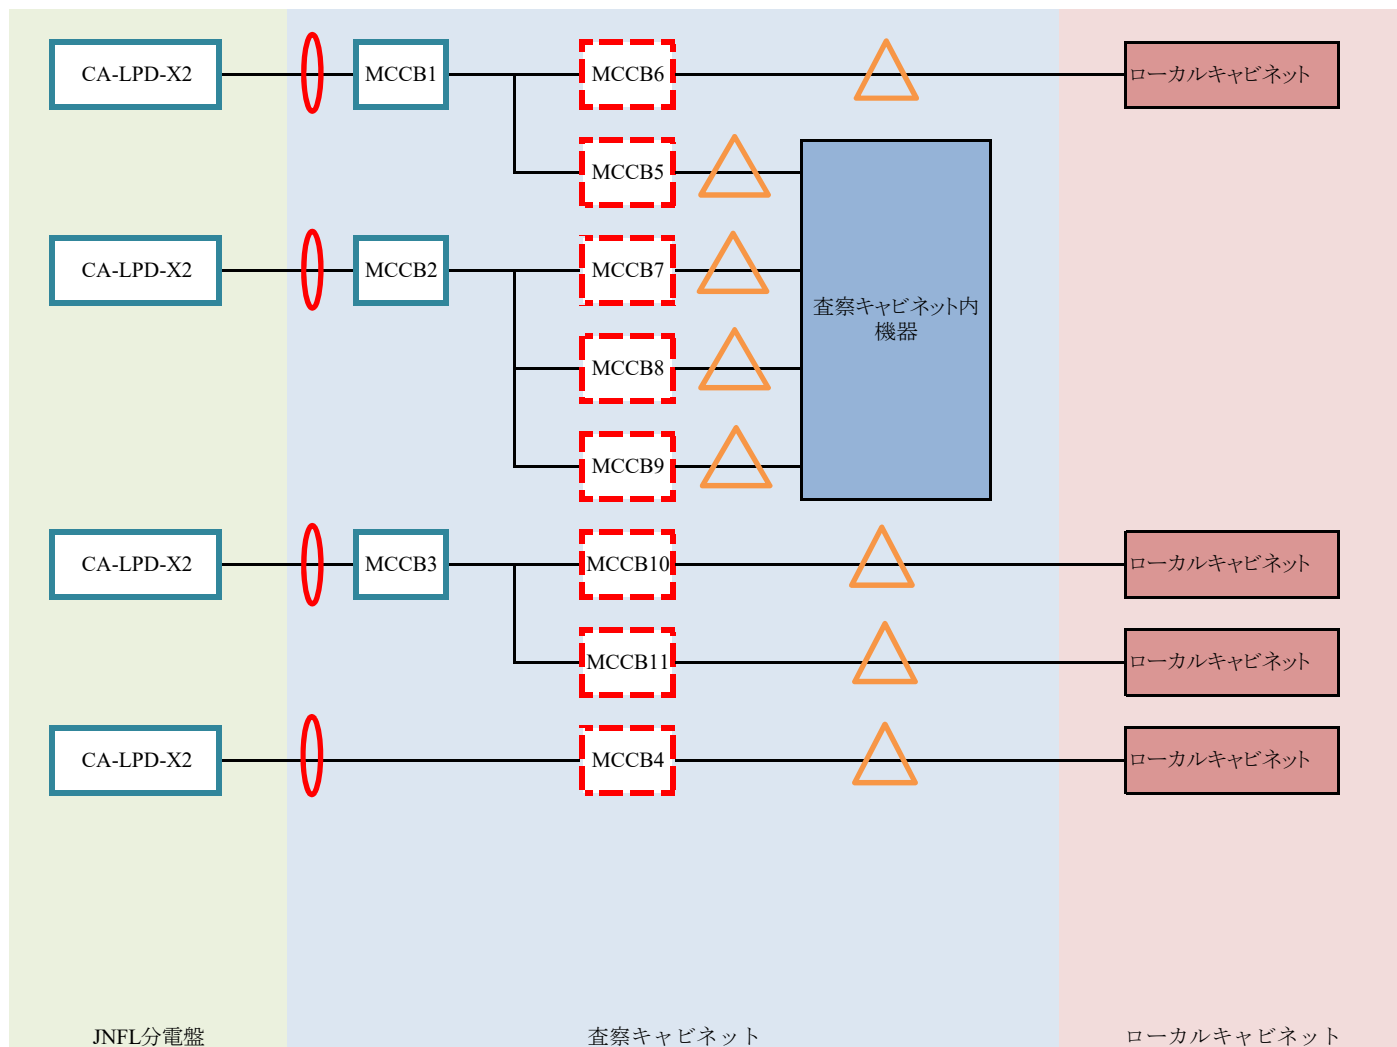 CA-LPD-X2
MCCB1
MCCB6
ローカルキャビネット
MCCB5
CA-LPD-X2
MCCB2
MCCB7
査察キャビネット内
機器
MCCB8
MCCB9
CA-LPD-X2
MCCB3
MCCB10
ローカルキャビネット
MCCB11
ローカルキャビネット
CA-LPD-X2
MCCB4
ローカルキャビネット
JNFL分電盤
査察キャビネット
ローカルキャビネット